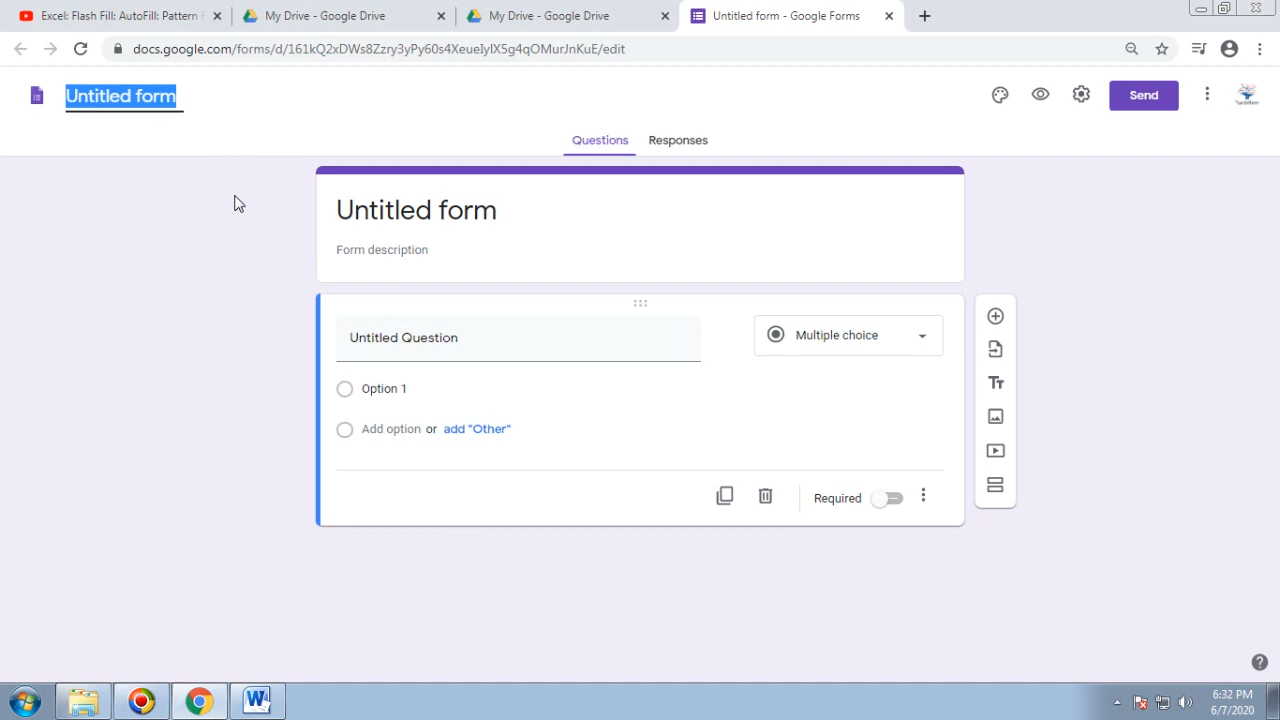 Excel: Flash Fill: AutoFill: Pattern F
My Drive - Google Drive
My Drive - Google Drive
Untitled form - Google Forms
docs.google.com/forms/d/161kQ2xDWs8Zzry3yPy60s4XeueIyIX5g4qOMurJnKuE/edit
Untitled form
Send
Questions
Responses
Untitled form
Form description
Untitled Question
Multiple choice
Option 1
Add option or add "Other"
Required
6:32 PM
6/7/2020